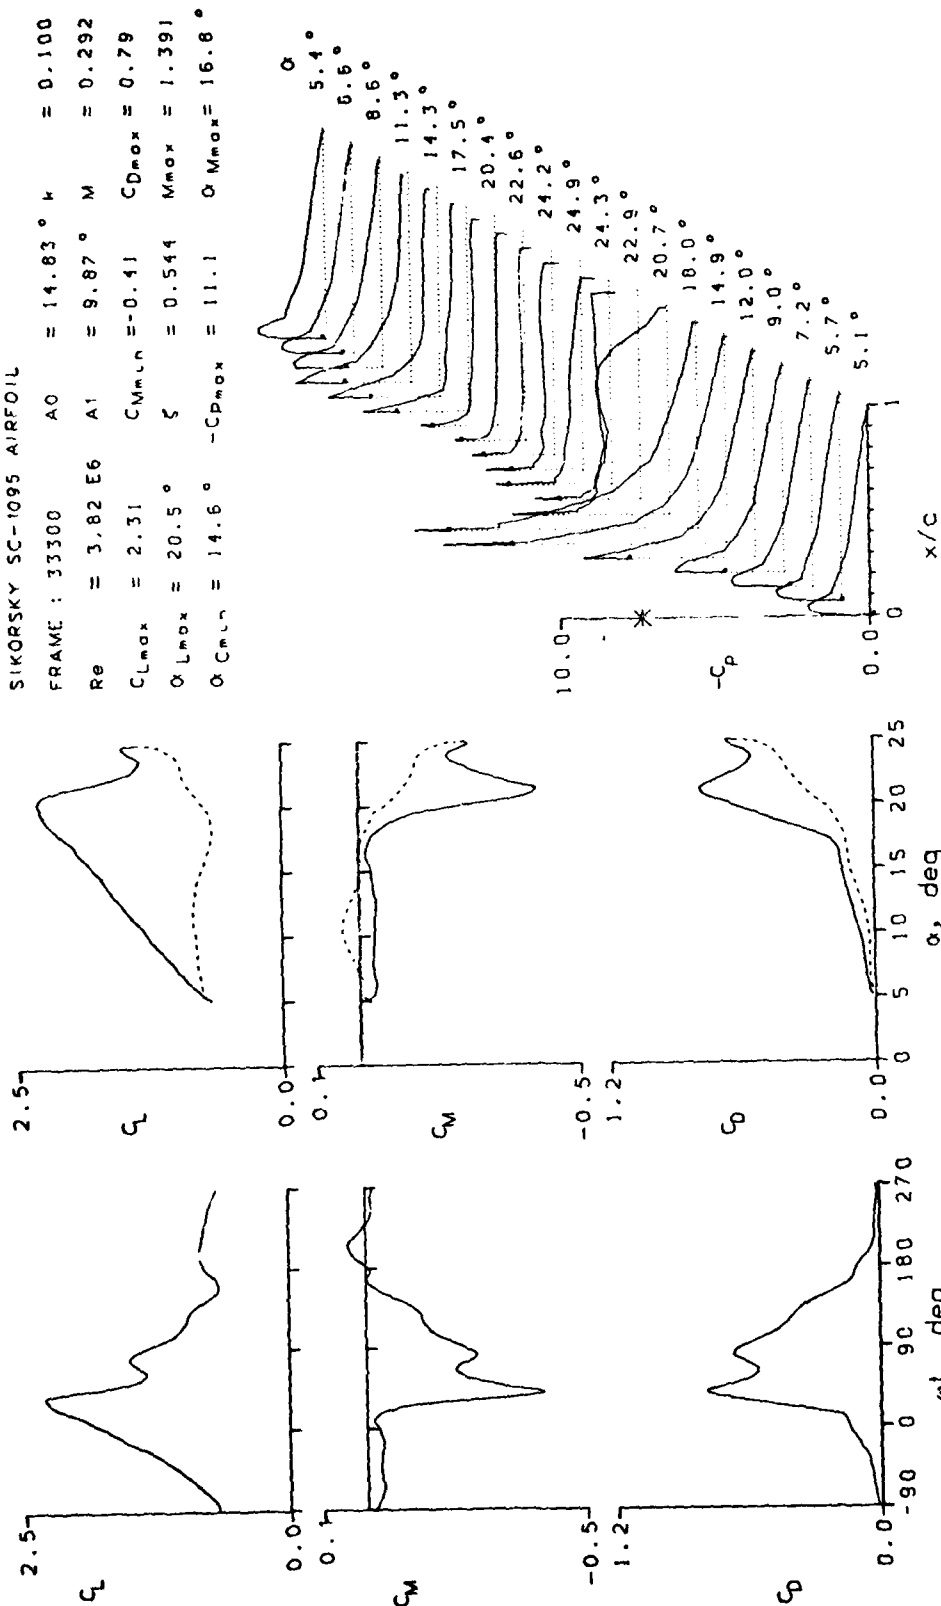 SIKORSKY SC-1095 AIRFOIL
FRAME : 33300 A0 = 14.83° k = 0.100
Re = 3.82 E6 A1 = 9.87° M = 0.292
CLmax = 2.31 CMmin =-0.41 CDmax = 0.79
αLmax = 20.5° ζ = 0.544 Mmax = 1.391
αCmin = 14.6° -CPmax = 11.1 αMmax= 16.8°
2.5
CL
0.0
0.1
CM
-0.5
1.2
CD
0.0
-90 0 90 180 270
ωt, deg
2.5
CL
0.0
0.1
CM
-0.5
1.2
CD
0.0
0 5 10 15 20 25
α, deg
α
5.4°
6.6°
8.6°
11.3°
14.3°
17.5°
20.4°
22.6°
24.2°
24.9°
24.3°
22.9°
20.7°
18.0°
14.9°
12.0°
9.0°
7.2°
5.7°
5.1°
10.0
-Cp
0.0
0 1
x/c